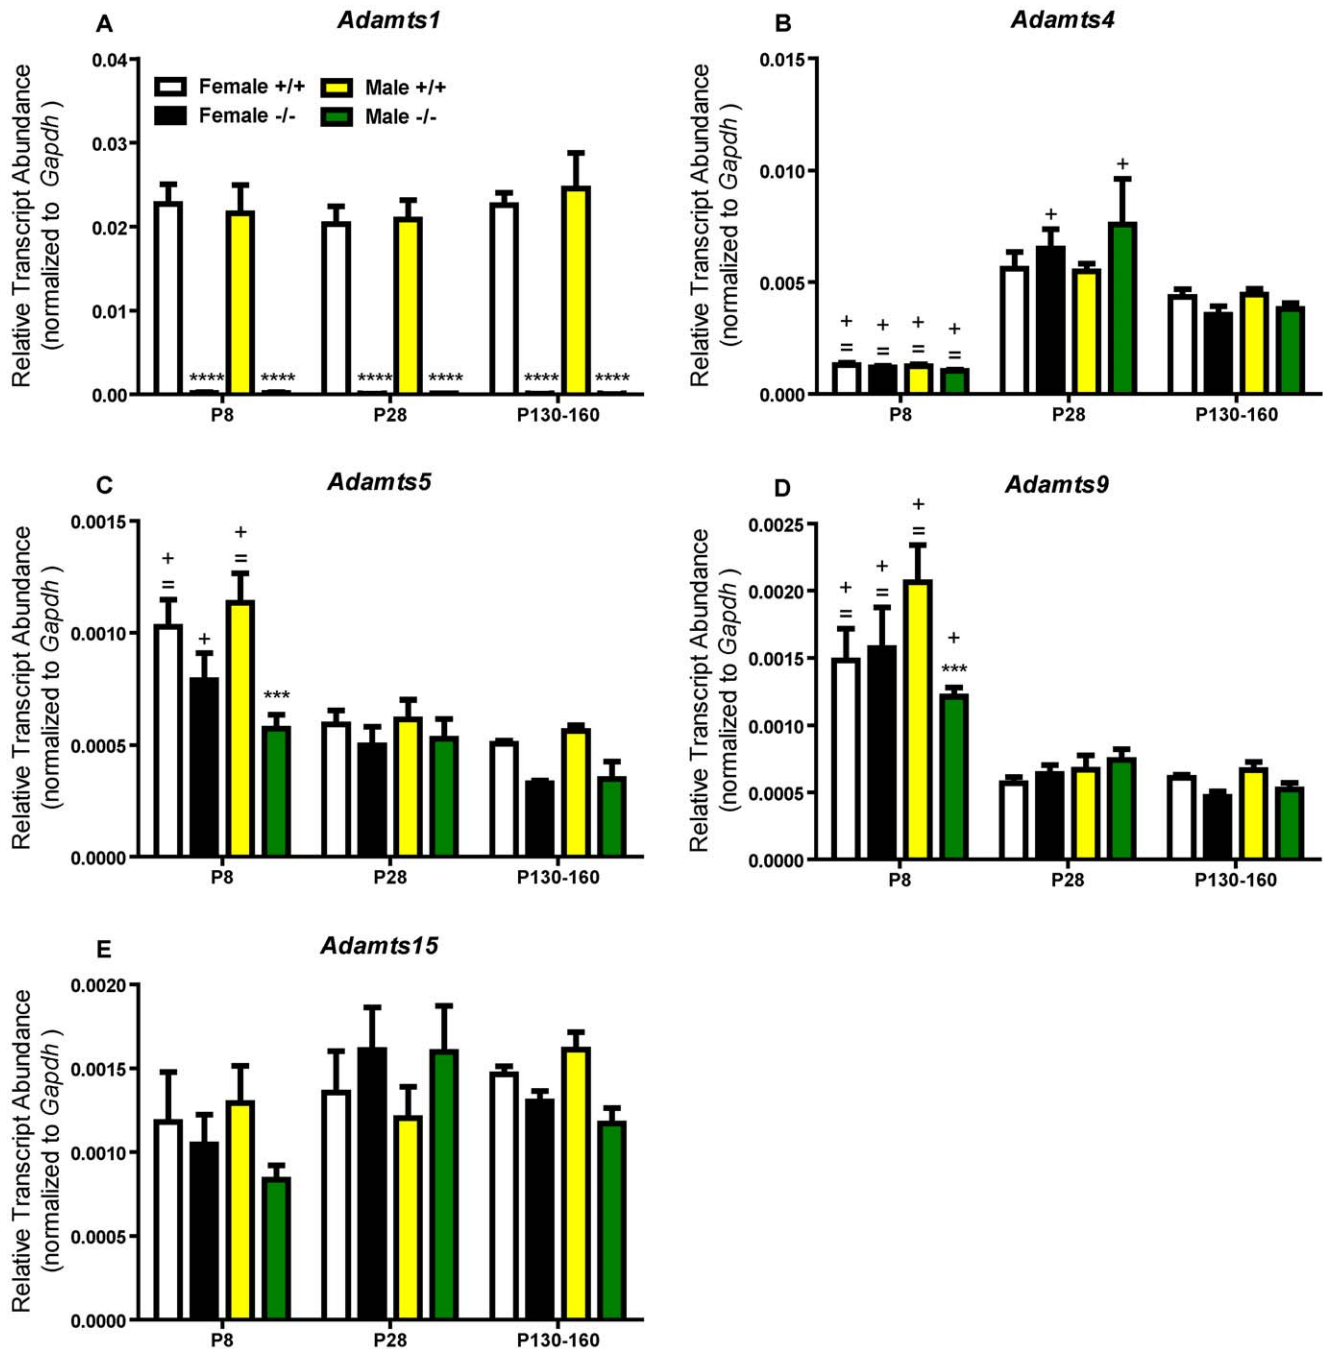 A
Adamts1
Relative Transcript Abundance
(normalized to Gapdh )
0.04
0.03
0.02
0.01
0.00
Female +/+
Male +/+
Female -/-
Male -/-
**** ****
**** ****
**** ****
P8
P28
P130-160
B
Adamts4
Relative Transcript Abundance
(normalized to Gapdh )
0.015
0.010
0.005
0.000
+ + + +
= = = =
+
+
P8
P28
P130-160
C
Adamts5
Relative Transcript Abundance
(normalized to Gapdh )
0.0015
0.0010
0.0005
0.0000
+
=
+
+
=
***
P8
P28
P130-160
D
Adamts9
Relative Transcript Abundance
(normalized to Gapdh )
0.0025
0.0020
0.0015
0.0010
0.0005
0.0000
+
=
+
=
+
=
+
***
P8
P28
P130-160
E
Adamts15
Relative Transcript Abundance
(normalized to Gapdh )
0.0020
0.0015
0.0010
0.0005
0.0000
P8
P28
P130-160